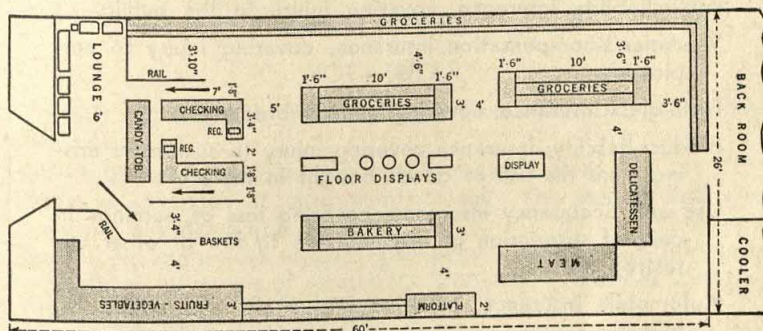 GROCERIES
LOUNGE
6'
RAIL
3'-10"
7'
1'8"
CHECKING
REG.
3'4"
5'
CANDY-TOB.
REG.
2'
CHECKING
1'8"
1'8"
3'-4"
RAIL
BASKETS
4'
FRUITS - VEGETABLES
3'
1'-6"
10'
4'-6"
1'-6"
GROCERIES
3'
4'
1'-6"
10'
3'-6"
1'-6"
GROCERIES
3'-6"
4'
FLOOR DISPLAYS
DISPLAY
DELICATESSEN
BAKERY
3'
4'
MEAT
PLATFORM
2'
BACK ROOM
26'
COOLER
60'